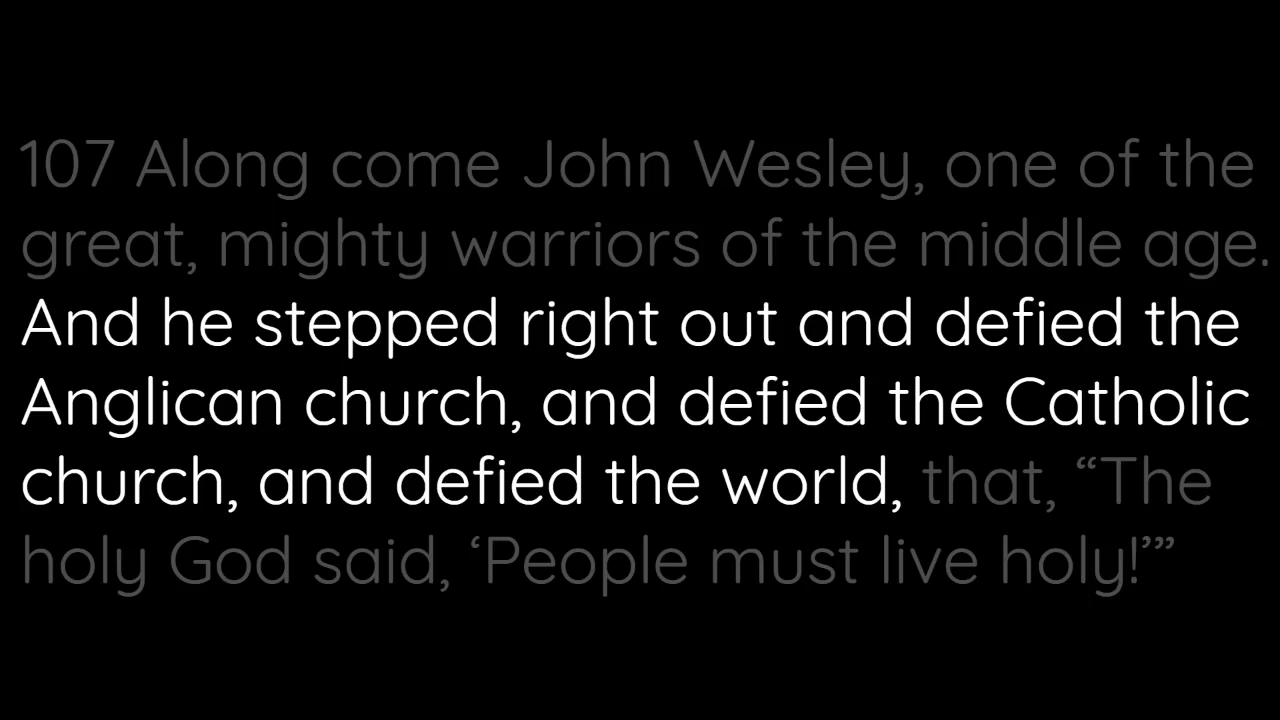 107 Along come John Wesley, one of the
great, mighty warriors of the middle age.
And he stepped right out and defied the
Anglican church, and defied the Catholic
church, and defied the world, that, “The
holy God said, ‘People must live holy!’”